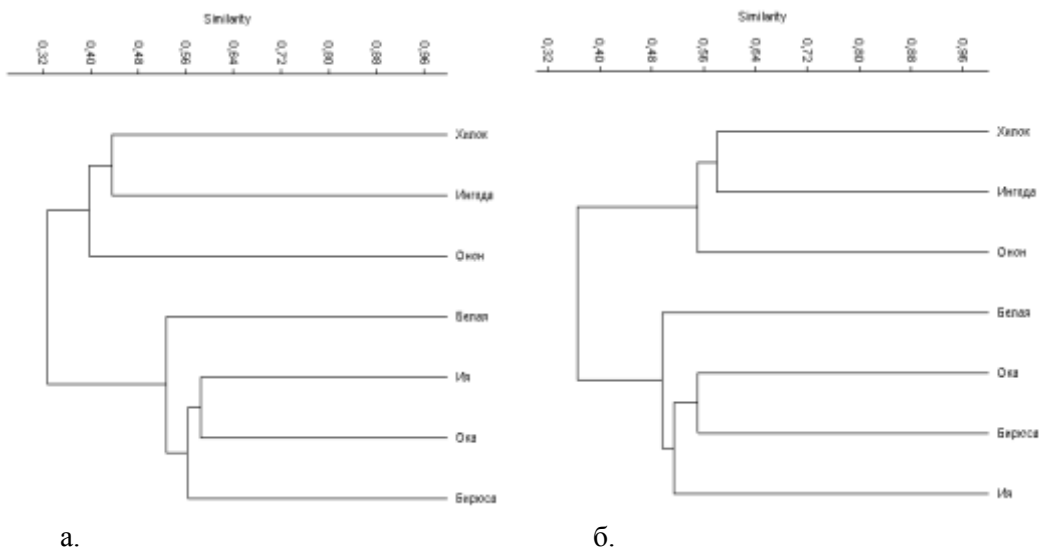 Similarity
0,32 0,40 0,48 0,56 0,64 0,72 0,80 0,88 0,96
Хилок
Ингода
Онон
Белая
Ия
Ока
Бирюса
а.
Similarity
0,32 0,40 0,48 0,56 0,64 0,72 0,80 0,88 0,96
Хилок
Ингода
Онон
Белая
Ока
Бирюса
Ия
б.